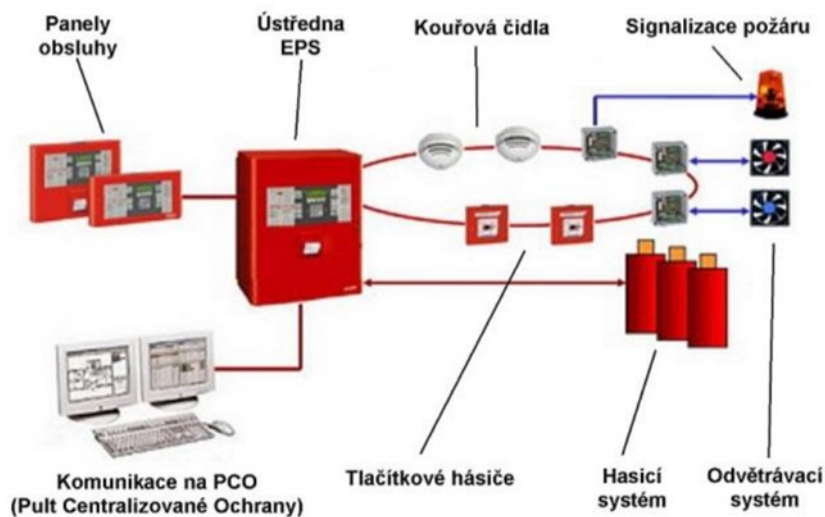 Panely
obsluhy
Ústředna
EPS
Kouřová čidla
Signalizace požáru
Komunikace na PCO
(Pult Centralizované Ochrany)
Tlačítkové hásiče
Hasicí
systém
Odvětrávací
systém